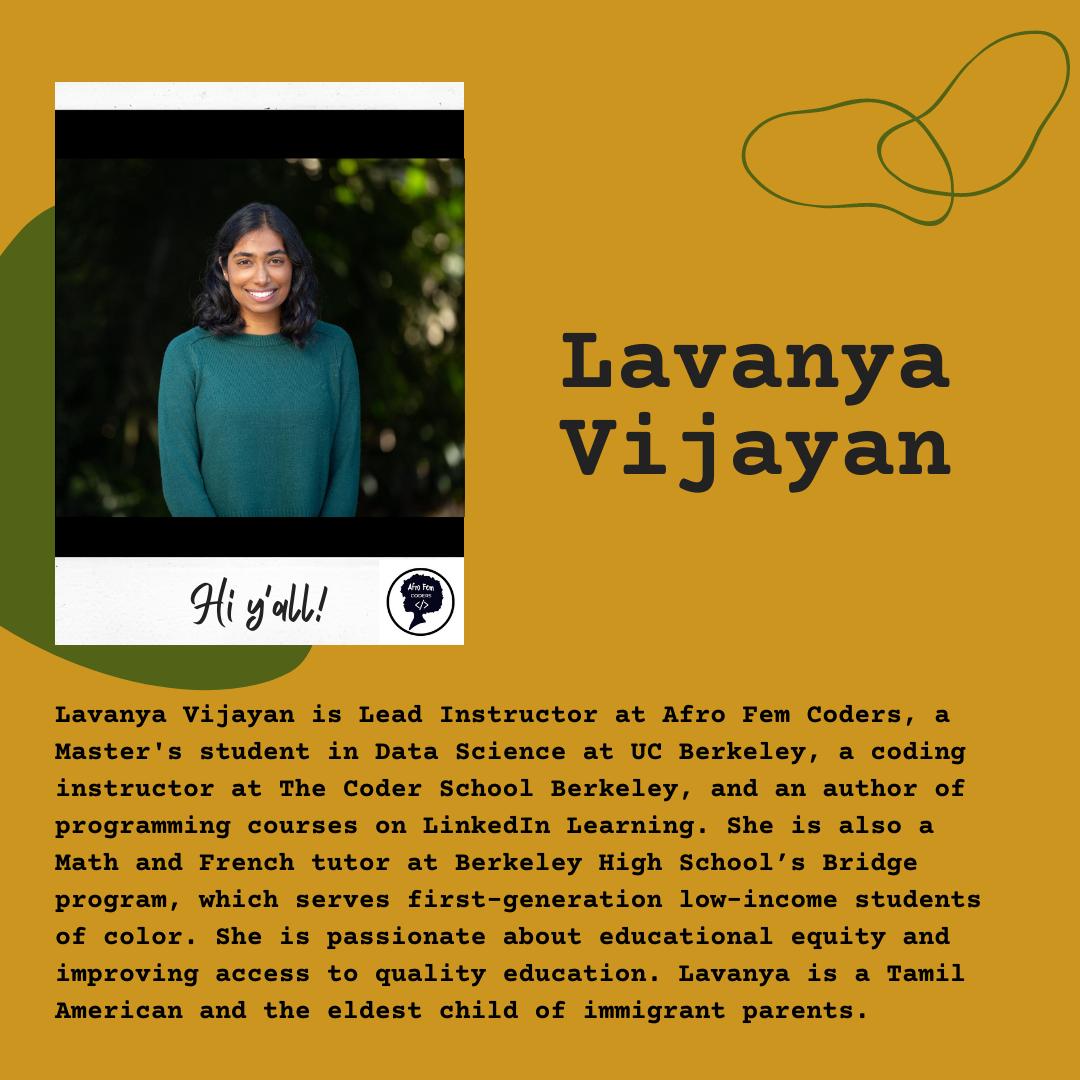 Lavanya
Vijayan
Hi y'all!
Afro Fem
CODERS
</>
Lavanya Vijayan is Lead Instructor at Afro Fem Coders, a
Master's student in Data Science at UC Berkeley, a coding
instructor at The Coder School Berkeley, and an author of
programming courses on LinkedIn Learning. She is also a
Math and French tutor at Berkeley High School’s Bridge
program, which serves first-generation low-income students
of color. She is passionate about educational equity and
improving access to quality education. Lavanya is a Tamil
American and the eldest child of immigrant parents.